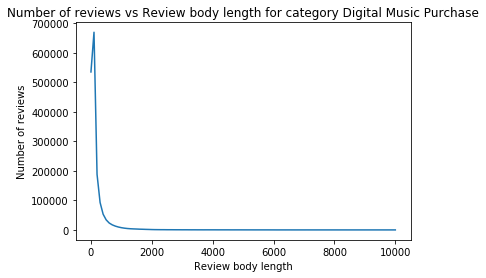 Number of reviews vs Review body length for category Digital Music Purchase
700000
600000
500000
400000
300000
200000
100000
0
Number of reviews
0 2000 4000 6000 8000 10000
Review body length